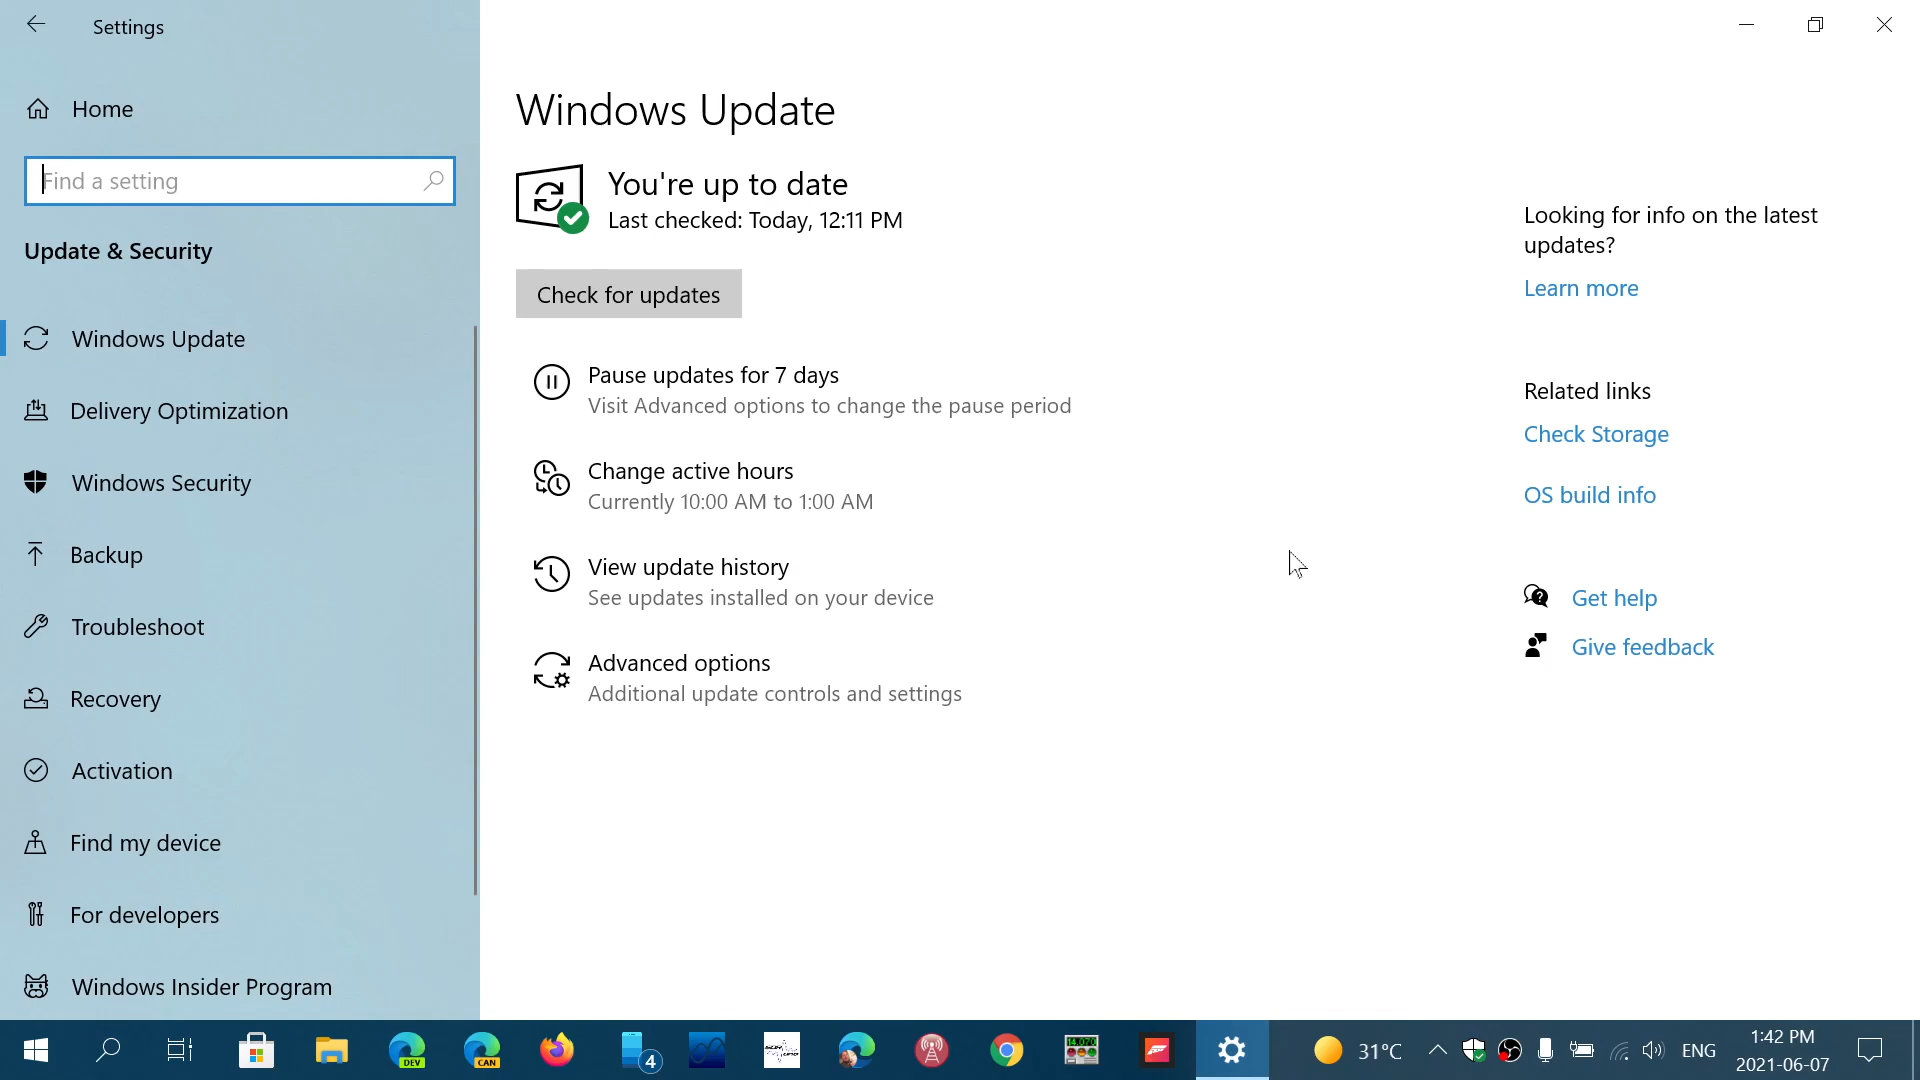 Settings
Home
Find a setting
Update & Security
Windows Update
Delivery Optimization
Windows Security
Backup
Troubleshoot
Recovery
Activation
Find my device
For developers
Windows Insider Program
Windows Update
You're up to date
Last checked: Today, 12:11 PM
Check for updates
Pause updates for 7 days
Visit Advanced options to change the pause period
Change active hours
Currently 10:00 AM to 1:00 AM
View update history
See updates installed on your device
Advanced options
Additional update controls and settings
Looking for info on the latest
updates?
Learn more
Related links
Check Storage
OS build info
Get help
Give feedback
DEV
CAN
4
14.070
31°C
ENG
1:42 PM
2021-06-07